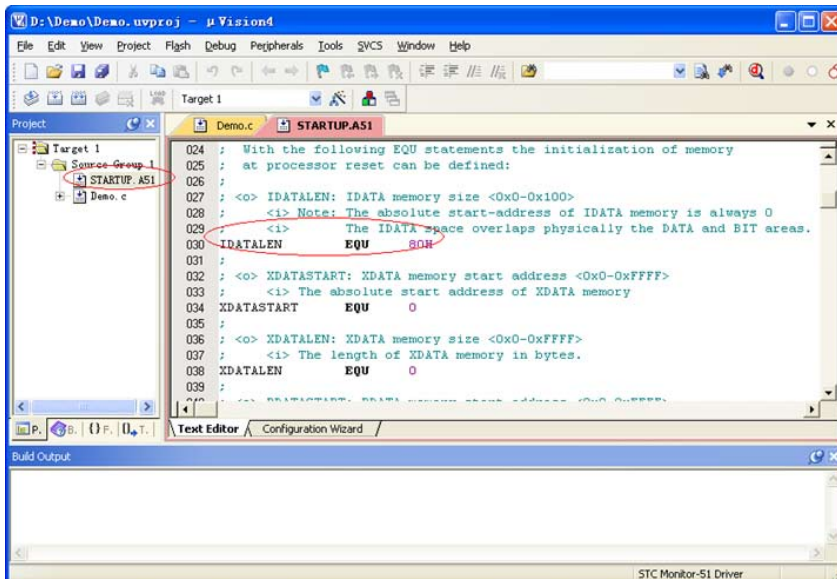 D:\Demo\Demo.uvproj - µVision4
File Edit View Project Flash Debug Peripherals Tools SVCS Window Help
Target 1
Project
Demo.c STARTUP.A51
Target 1
Source Group 1
STARTUP.A51
Demo.c
024 ;  With the following EQU statements the initialization of memory
025 ;  at processor reset can be defined:
026 ;
027 ; <o> IDATALEN: IDATA memory size <0x0-0x100>
028 ;     <i> Note: The absolute start-address of IDATA memory is always 0
029 ;     <i>       The IDATA space overlaps physically the DATA and BIT areas.
030 IDATALEN        EQU     80H
031 ;
032 ; <o> XDATASTART: XDATA memory start address <0x0-0xFFFF>
033 ;     <i> The absolute start address of XDATA memory
034 XDATASTART      EQU     0
035 ;
036 ; <o> XDATALEN: XDATA memory size <0x0-0xFFFF>
037 ;     <i> The length of XDATA memory in bytes.
038 XDATALEN        EQU     0
039 ;
P. B. {} F. T.
Text Editor Configuration Wizard
Build Output
STC Monitor-51 Driver